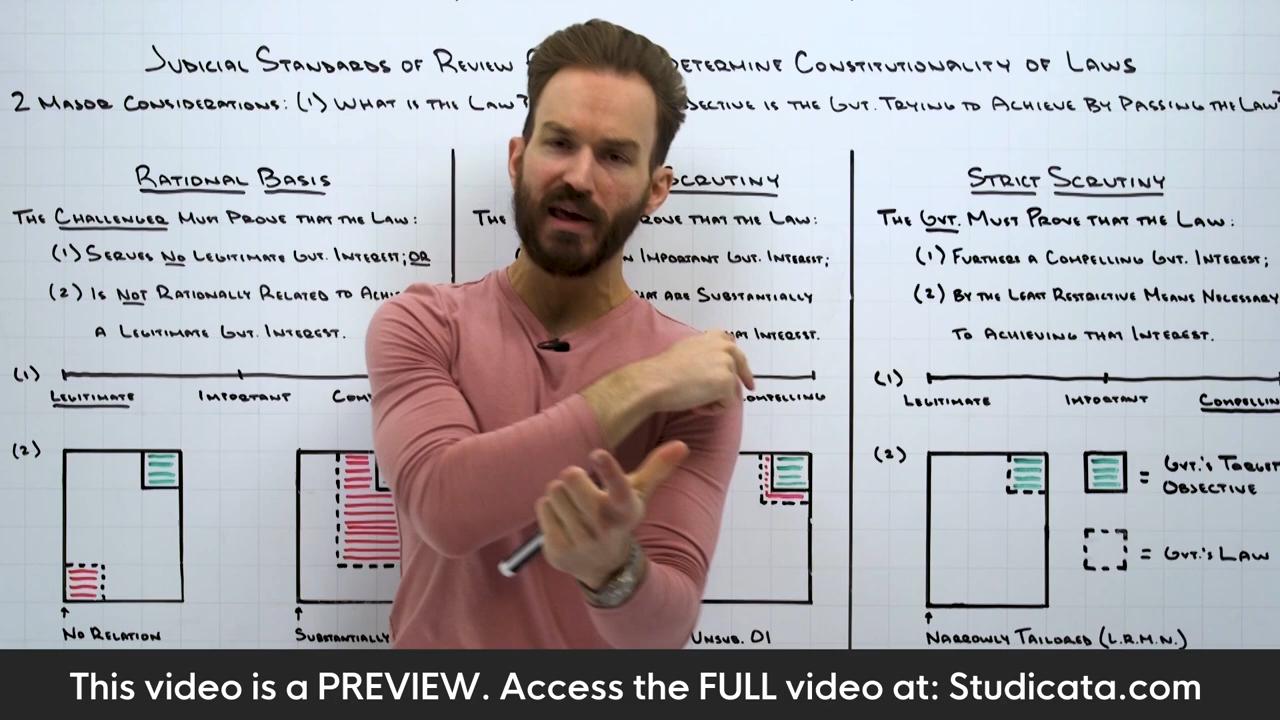 JUDICIAL STANDARDS OF REVIEW DETERMINE CONSTITUTIONALITY OF LAWS
2 MAJOR CONSIDERATIONS: (1) WHAT IS THE LAW? IS THE GVT. TRYING TO ACHIEVE BY PASSING THE LAW?
RATIONAL BASIS
THE CHALLENGER MUST PROVE THAT THE LAW:
(1) SERVES NO LEGITIMATE GVT. INTEREST; OR
(2) IS NOT RATIONALLY RELATED TO
A LEGITIMATE GVT. INTEREST.
(1)
LEGITIMATE IMPORTANT
(2)
NO RELATION
SUBSTANTIALLY
SCRUTINY
THE THAT THE LAW:
IMPORTANT GVT. INTEREST;
ARE SUBSTANTIALLY
INTEREST.
UNSUB. OI
STRICT SCRUTINY
THE GVT. MUST PROVE THAT THE LAW:
(1) FURTHERS A COMPELLING GVT. INTEREST;
(2) BY THE LEAST RESTRICTIVE MEANS NECESSARY
TO ACHIEVING THAT INTEREST.
(1)
LEGITIMATE IMPORTANT COMPELLIN
(2)
= GVT.'S TARGET
OBJECTIVE
= GVT.'S LAW
NARROWLY TAILORED (L.R.M.N.)
This video is a PREVIEW. Access the FULL video at: Studicata.com